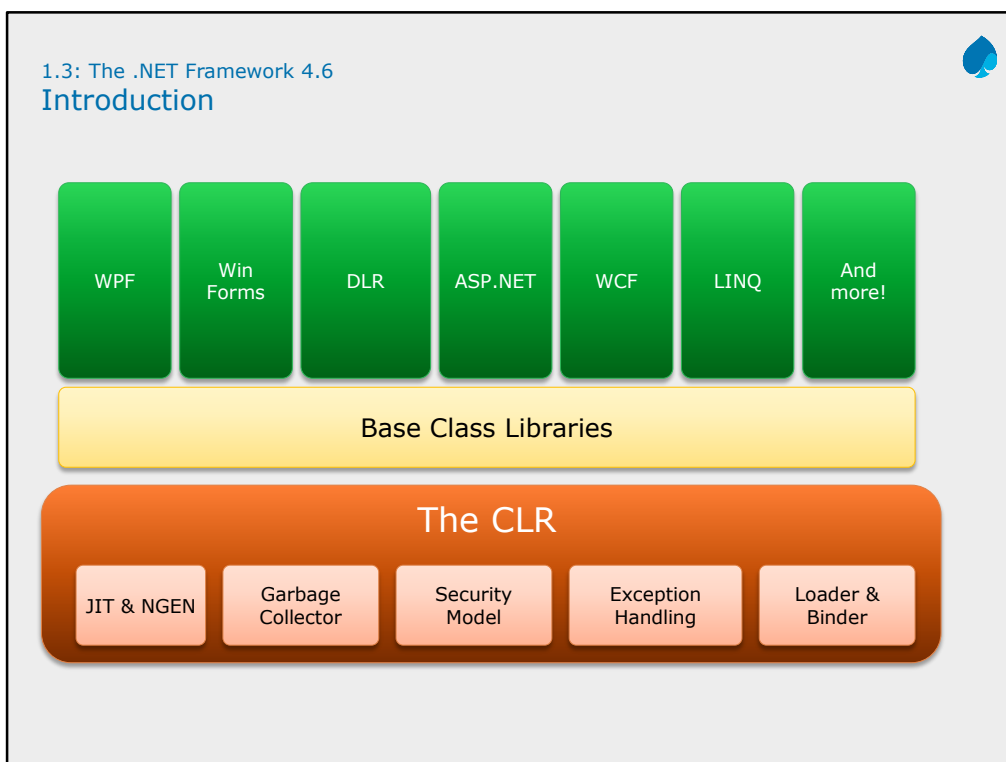 1.3: The .NET Framework 4.6
Introduction
WPF
Win
Forms
DLR
ASP.NET
WCF
LINQ
And
more!
Base Class Libraries
The CLR
JIT & NGEN
Garbage
Collector
Security
Model
Exception
Handling
Loader &
Binder